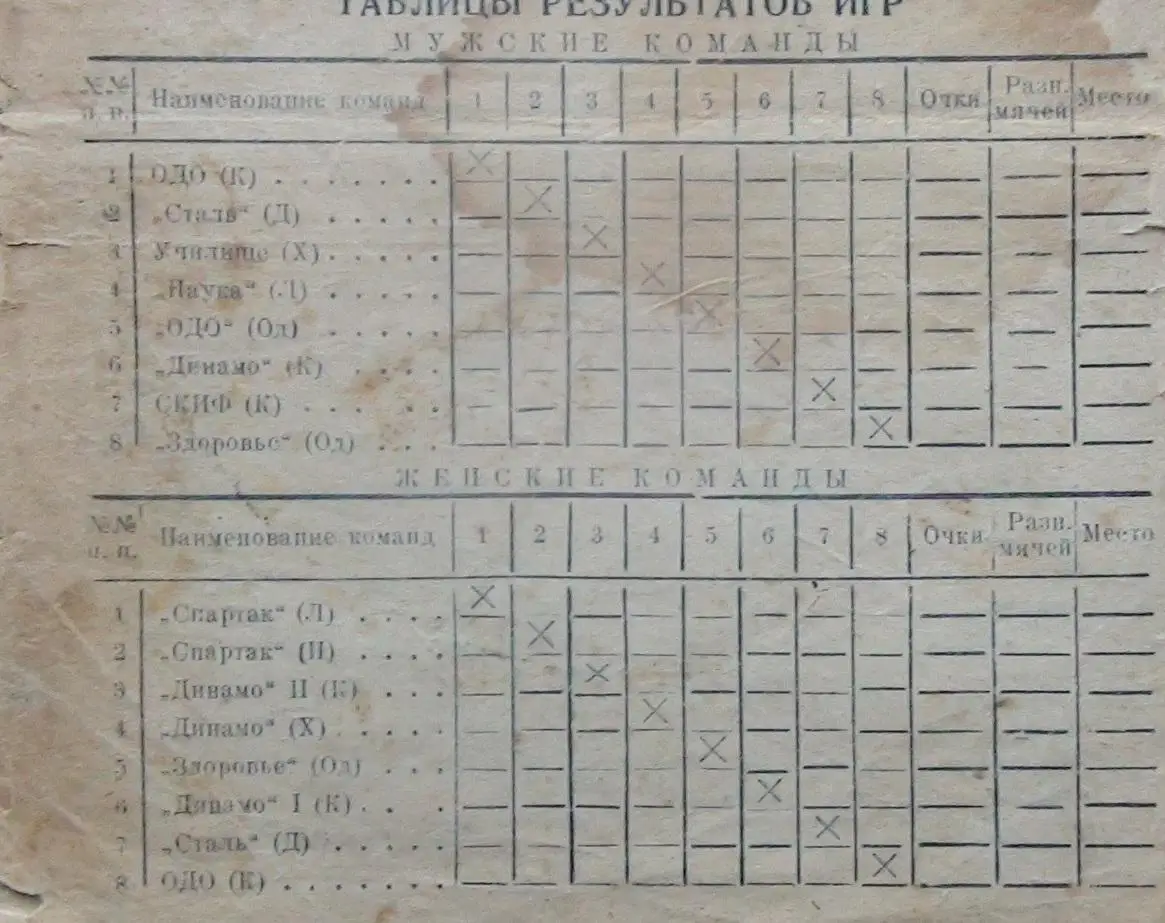 ТАБЛИЦЫ РЕЗУЛЬТАТОВ ИГР
МУЖСКИЕ КОМАНДЫ
№№ п. п. Наименование команд 1 2 3 4 5 6 7 8 Очки Разн. мячей Место
1 ОДО (К) . . . . . . .
2 „Сталь“ (Д) . . . . .
3 Училище (Х) . . . . .
4 „Наука“ (Л) . . . . .
5 „ОДО“ (Од) . . . . .
6 „Динамо“ (К) . . . .
7 СКИФ (К) . . . . .
8 „Здоровье“ (Од) . . .
ЖЕНСКИЕ КОМАНДЫ
№№ п. п. Наименование команд 1 2 3 4 5 6 7 8 Очки Разн. мячей Место
1 „Спартак“ (Л) . . . .
2 „Спартак“ (Н) . . . .
3 „Динамо“ II (К) . . .
4 „Динамо“ (Х) . . . . .
5 „Здоровье“ (Од) . . .
6 „Динамо“ I (К) . . .
7 „Сталь“ (Д) . . . . .
8 ОДО (К) . . . . . . .